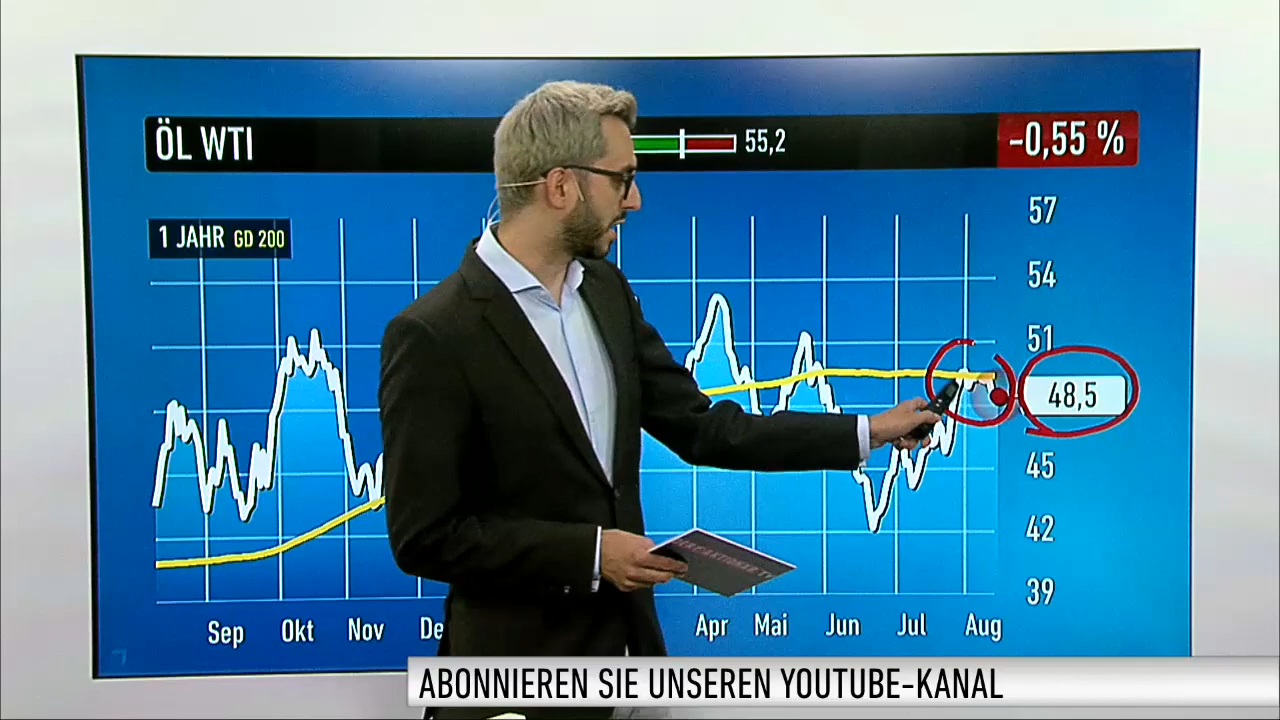 ÖL WTI 55,2 -0,55 %
1 JAHR GD 200
57
54
51
48,5
45
42
39
Sep Okt Nov De Apr Mai Jun Jul Aug
ABONNIEREN SIE UNSEREN YOUTUBE-KANAL